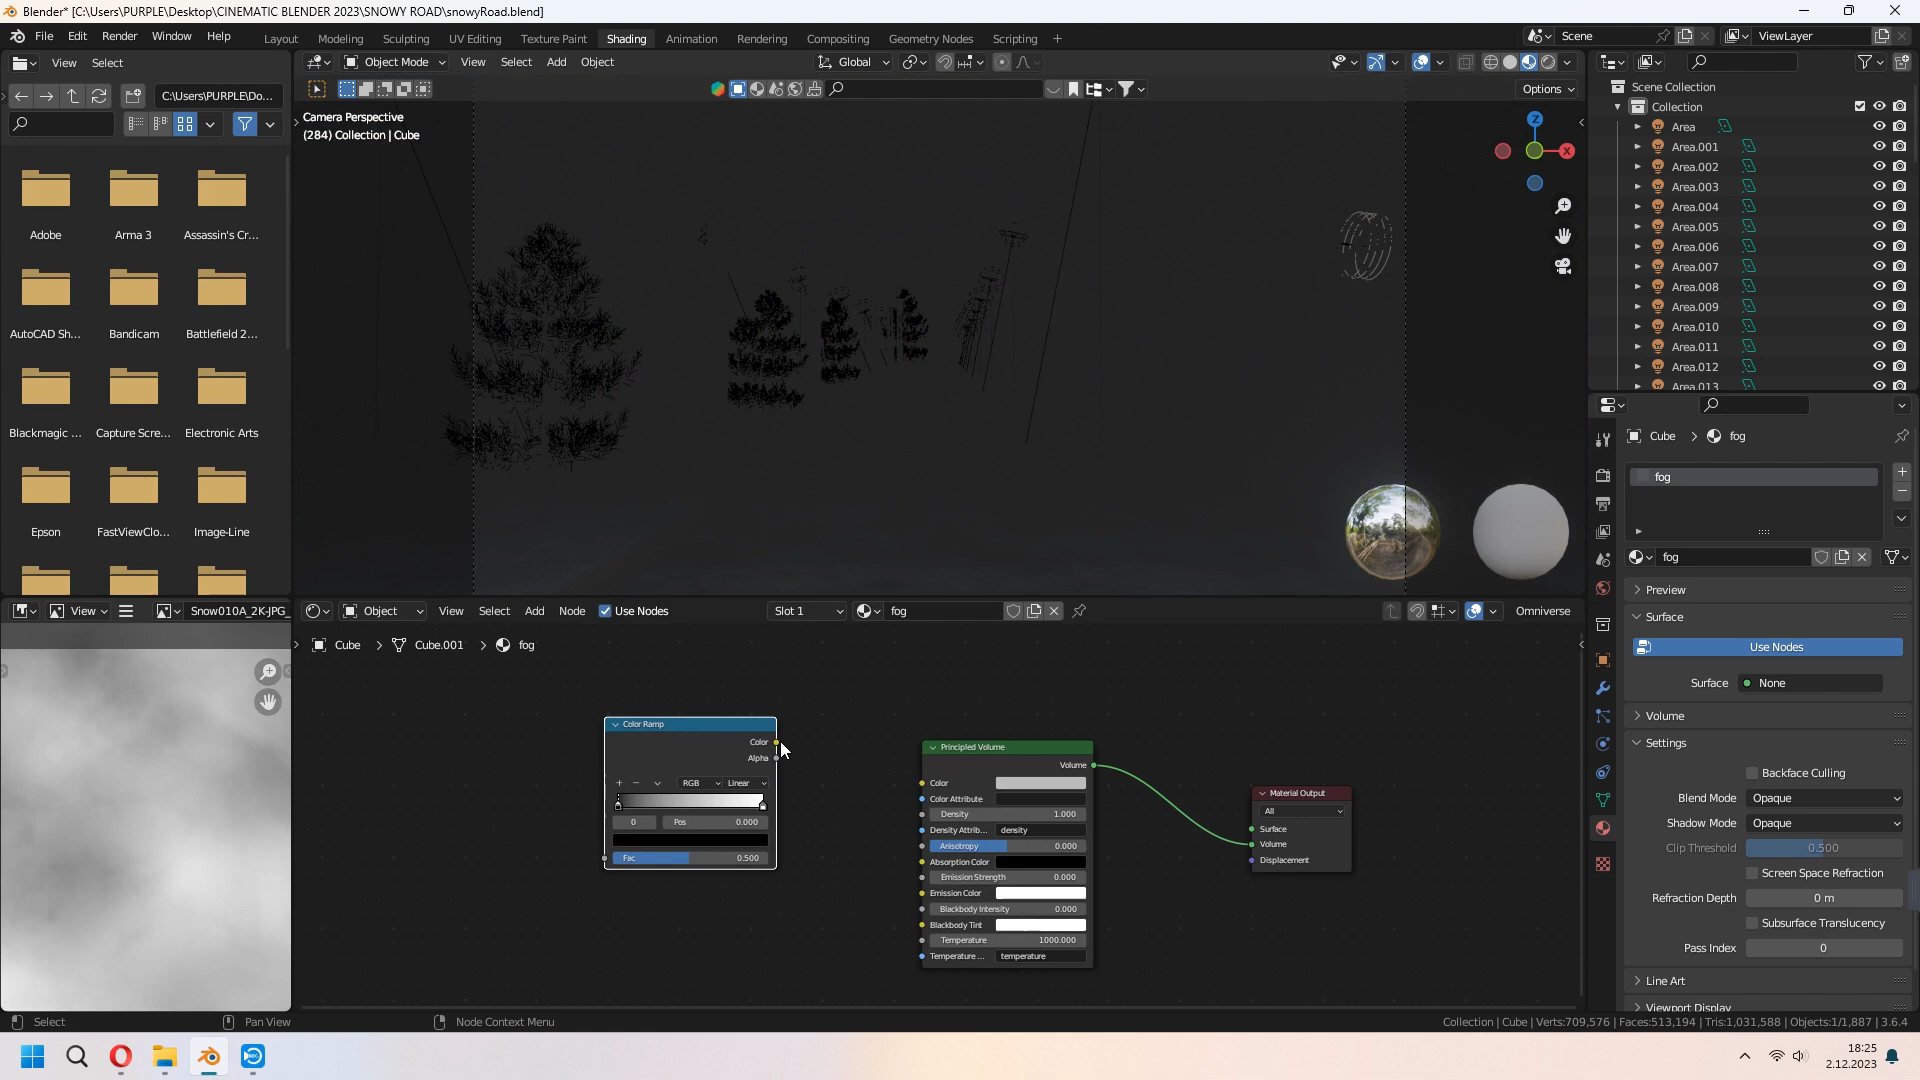 Blender* [C:\Users\PURPLE\Desktop\CINEMATIC BLENDER 2023\SNOWY ROAD\snowyRoad.blend]
File Edit Render Window Help Layout Modeling Sculpting UV Editing Texture Paint Shading Animation Rendering Compositing Geometry Nodes Scripting + Scene ViewLayer
View Select Object Mode View Select Add Object Global
C:\Users\PURPLE\Do... Options
Camera Perspective
(284) Collection | Cube
Z
X
Scene Collection
Collection
Area
Area.001
Area.002
Area.003
Area.004
Area.005
Area.006
Area.007
Area.008
Area.009
Area.010
Area.011
Area.012
Area.013
Adobe Arma 3 Assassin's Cr...
AutoCAD Sh... Bandicam Battlefield 2...
Blackmagic ... Capture Scre... Electronic Arts
Epson FastViewClo... Image-Line
Cube > fog
fog
fog
Preview
Surface
Use Nodes
Surface None
Volume
Settings
Backface Culling
Blend Mode Opaque
Shadow Mode Opaque
Clip Threshold 0.500
Screen Space Refraction
Refraction Depth 0 m
Subsurface Translucency
Pass Index 0
Line Art
Viewport Display
View Snow010A_2K-JPG_
Object View Select Add Node Use Nodes Slot 1 fog Omniverse
Cube > Cube.001 > fog
Color Ramp
Color
Alpha
+ − RGB Linear
0 Pos 0.000
Fac 0.500
Principled Volume
Volume
Color
Color Attribute
Density 1.000
Density Attrib... density
Anisotropy 0.000
Absorption Color
Emission Strength 0.000
Emission Color
Blackbody Intensity 0.000
Blackbody Tint
Temperature 1000.000
Temperature ... temperature
Material Output
All
Surface
Volume
Displacement
Select Pan View Node Context Menu Collection | Cube | Verts:709,576 | Faces:513,194 | Tris:1,031,588 | Objects:1/1,887 | 3.6.4
18:25
2.12.2023